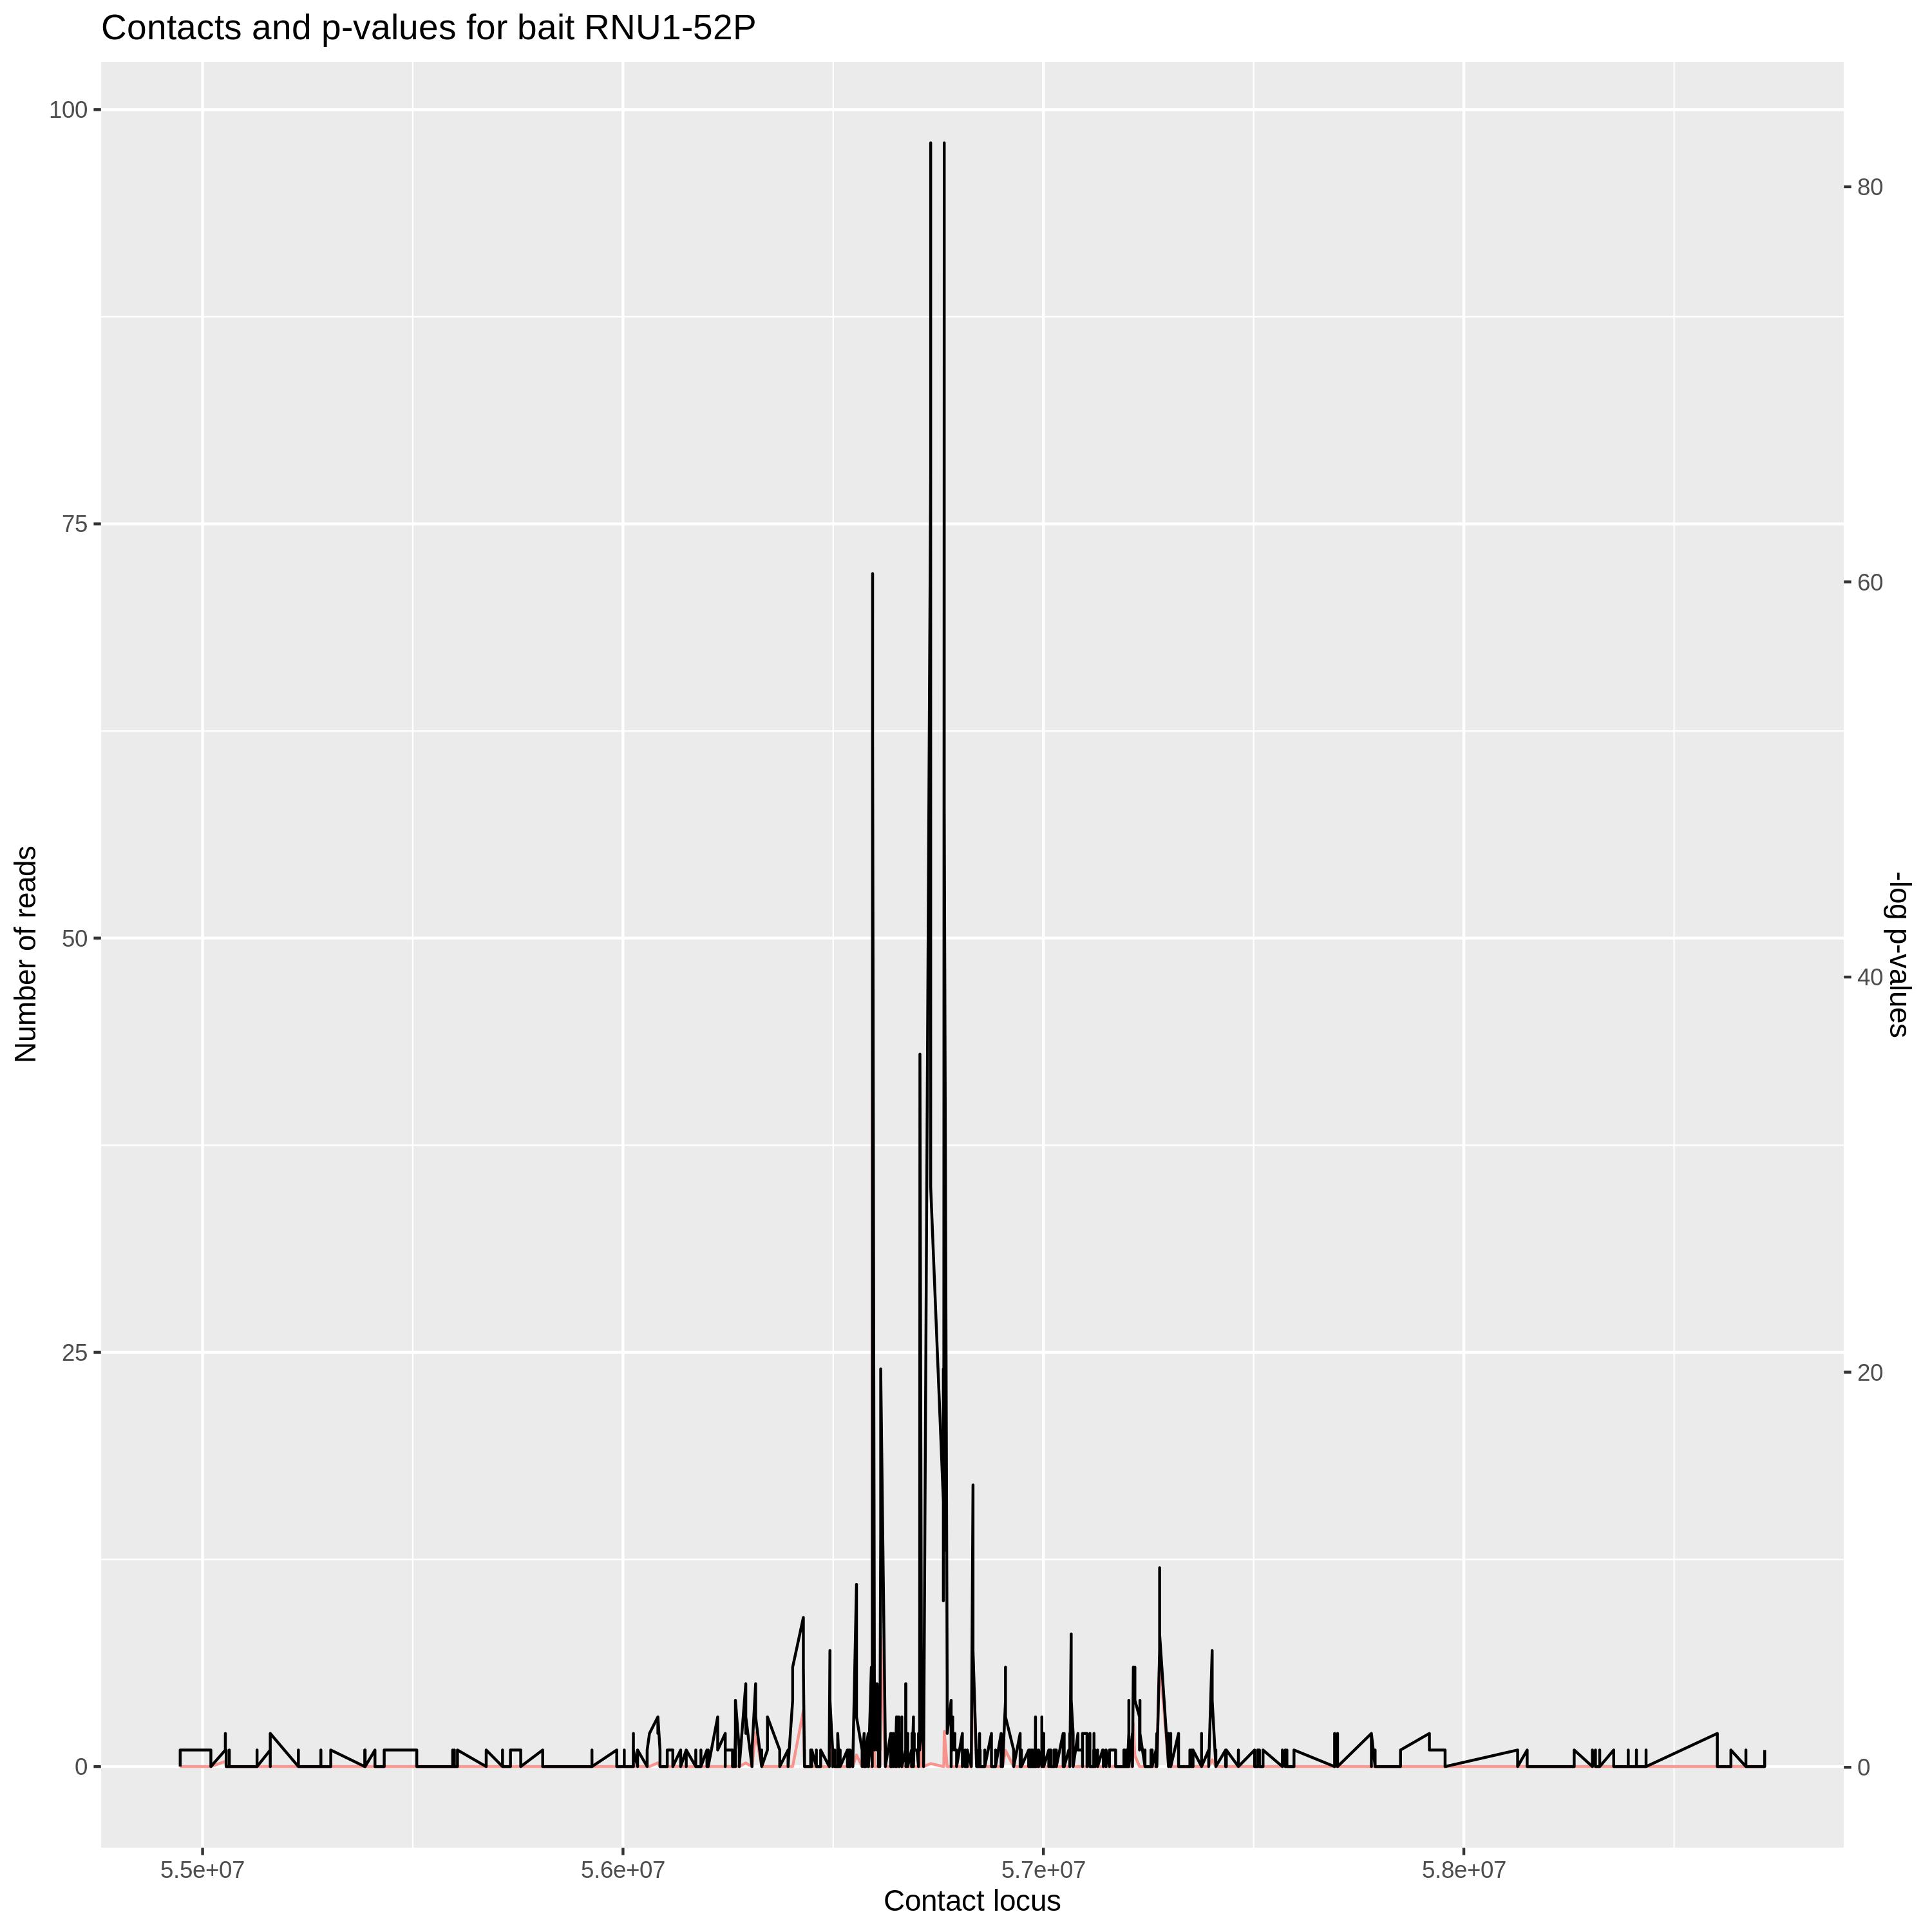 Contacts and p-values for bait RNU1-52P
100
75
50
25
0
80
60
40
20
0
Number of reads
-log p-values
5.5e+07 5.6e+07 5.7e+07 5.8e+07
Contact locus